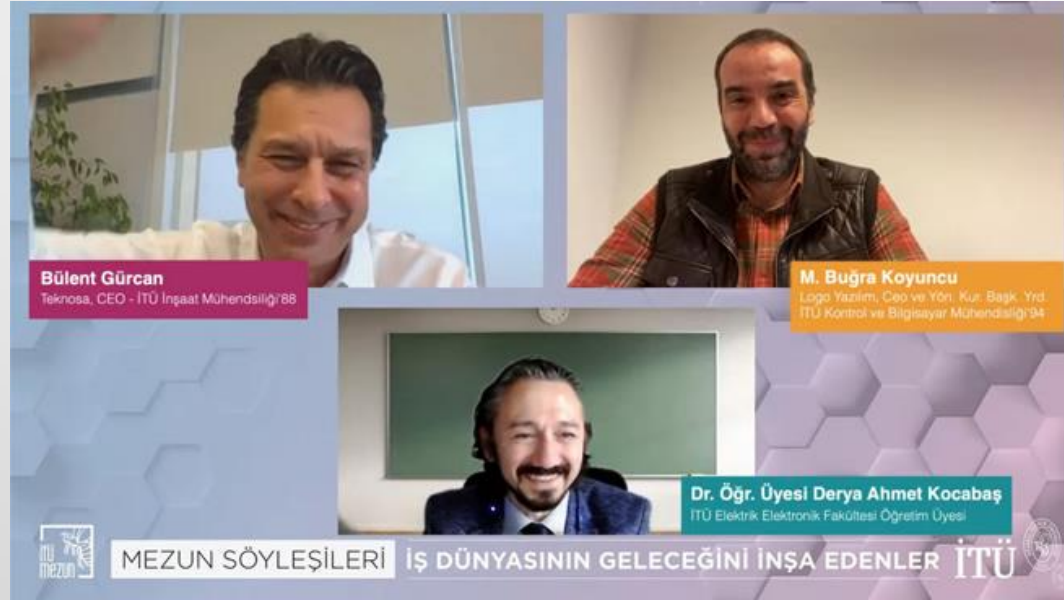 Bülent Gürcan
Teknosa, CEO - İTÜ İnşaat Mühendsiliği'88
M. Buğra Koyuncu
Logo Yazılım, Ceo ve Yön. Kur. Başk. Yrd.
İTÜ Kontrol ve Bilgisayar Mühendisliği'94
Dr. Öğr. Üyesi Derya Ahmet Kocabaş
İTÜ Elektrik Elektronik Fakültesi Öğretim Üyesi
İTÜ
mezun
MEZUN SÖYLEŞİLERİ
İŞ DÜNYASININ GELECEĞİNİ İNŞA EDENLER
İTÜ